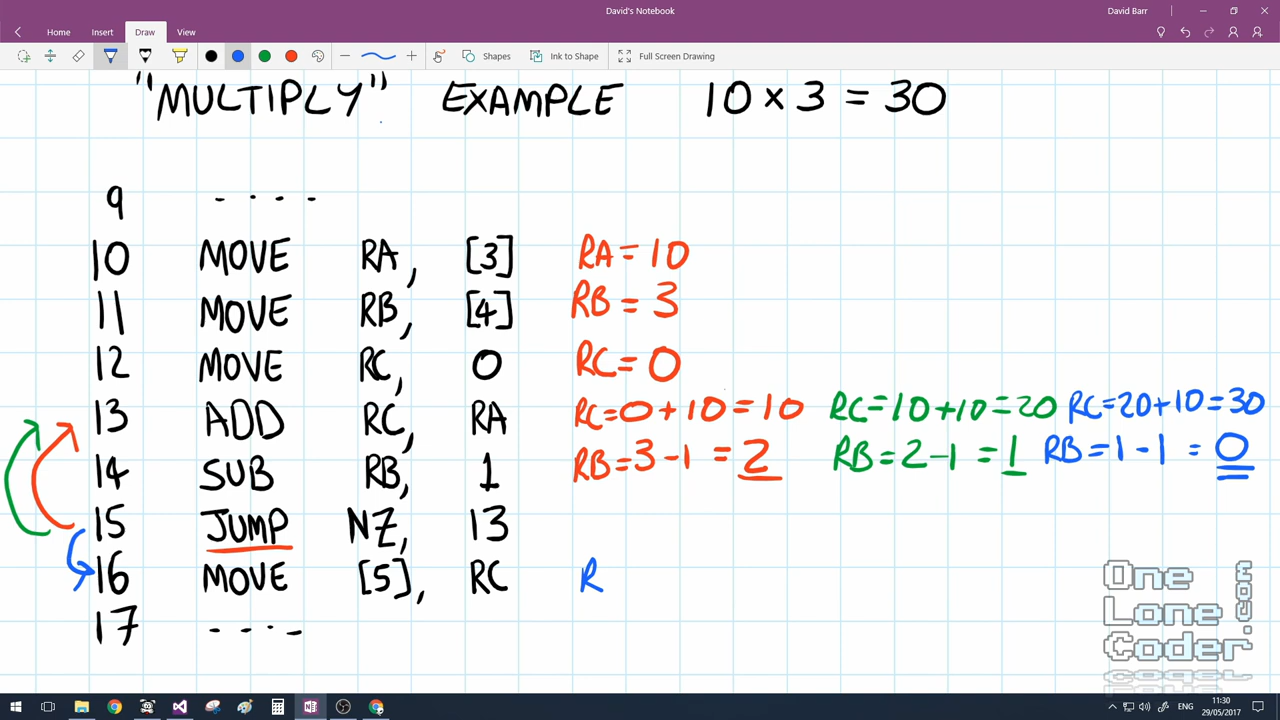 David's Notebook
David Barr
Home Insert Draw View
Shapes Ink to Shape Full Screen Drawing
"MULTIPLY" EXAMPLE 10 × 3 = 30
9 ....
10 MOVE RA, [3] RA = 10
11 MOVE RB, [4] RB = 3
12 MOVE RC, 0 RC = 0
13 ADD RC, RA RC=0+10=10 RC=10+10=20 RC=20+10=30
14 SUB RB, 1 RB=3-1=2 RB=2-1=1 RB=1-1=0
15 JUMP NZ, 13
16 MOVE [5], RC R
17 ....
One
Lone
Coder.com
ENG 11:30
29/05/2017